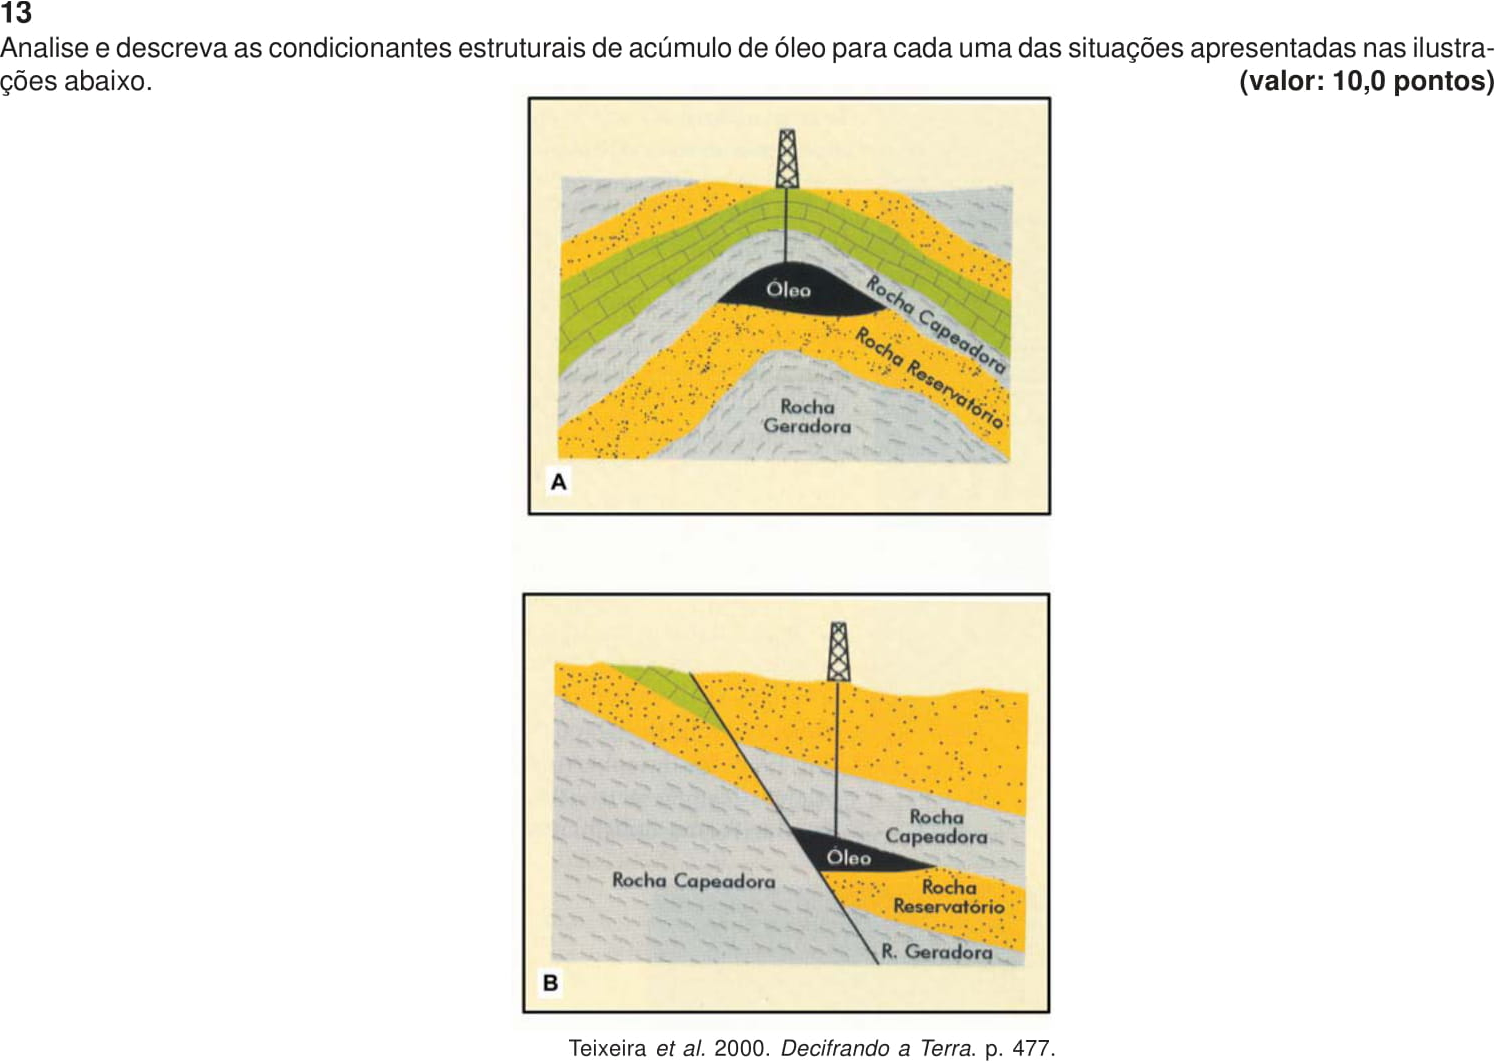 13
Analise e descreva as condicionantes estruturais de acúmulo de óleo para cada uma das situações apresentadas nas ilustra-
ções abaixo. (valor: 10,0 pontos)
Óleo
Rocha Capeadora
Rocha Reservatório
Rocha
Geradora
A
Rocha
Capeadora
Óleo
Rocha Capeadora
Rocha
Reservatório
R. Geradora
B
Teixeira et al. 2000. Decifrando a Terra. p. 477.